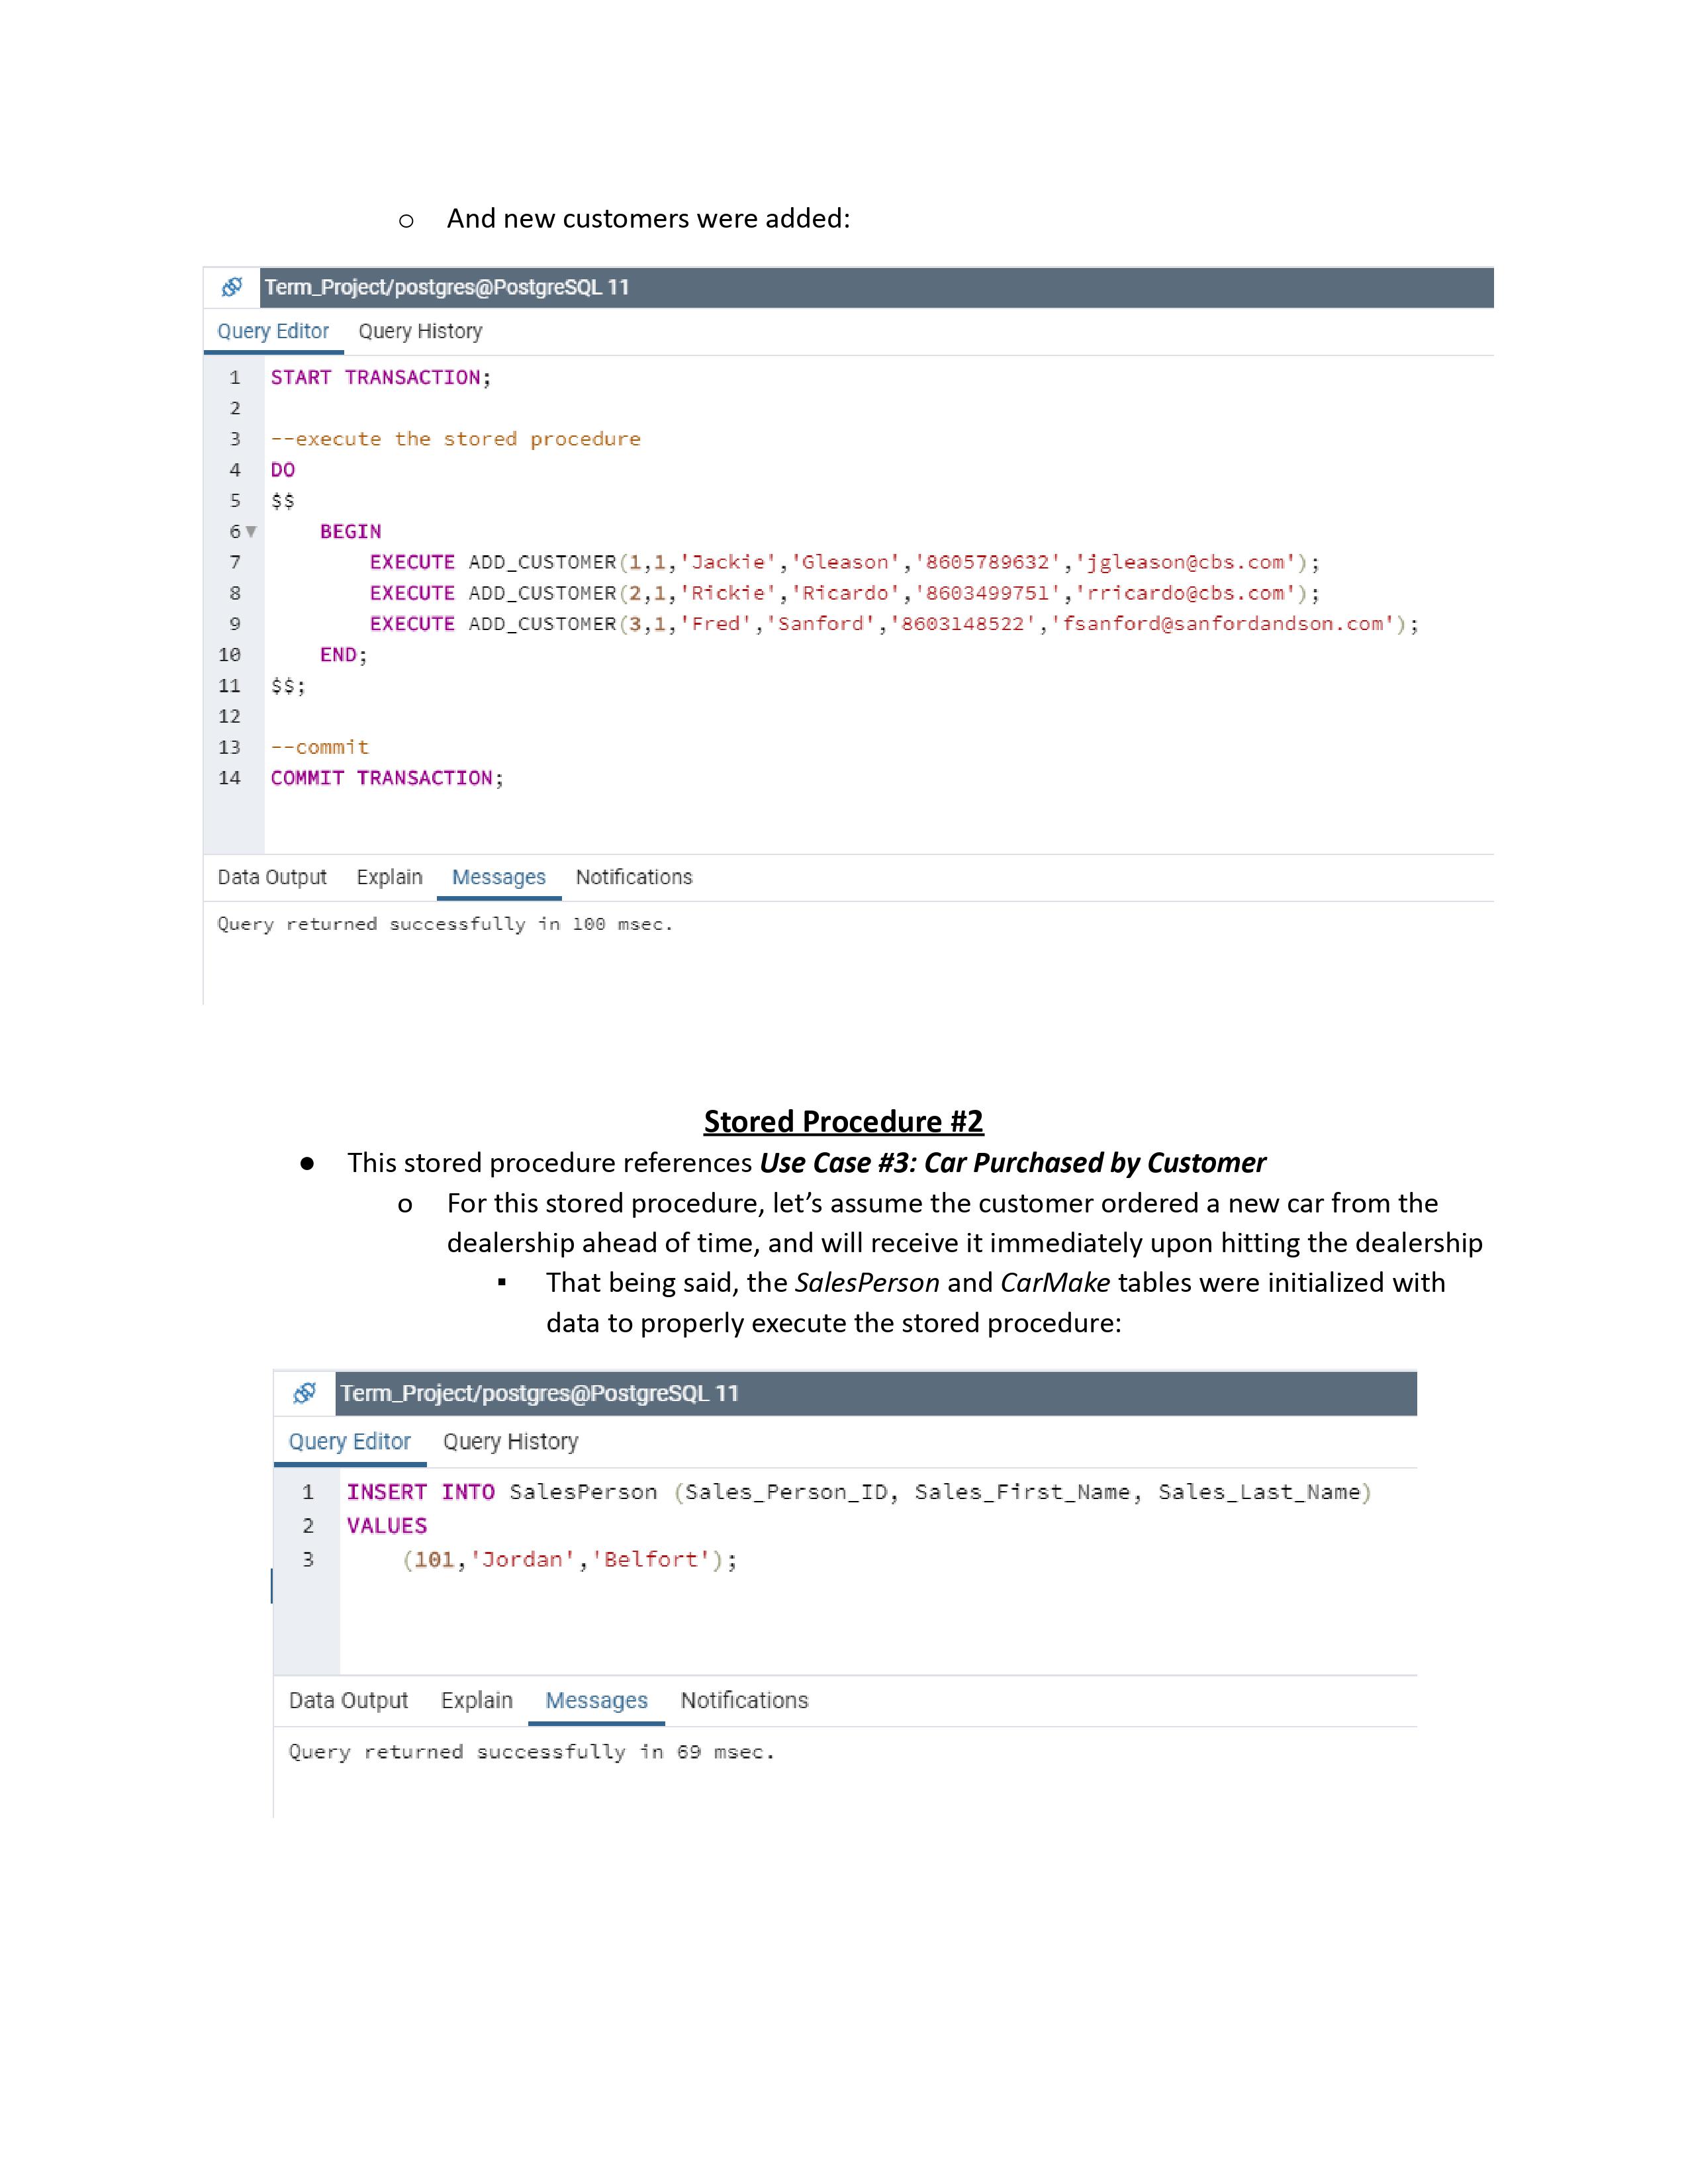 o And new customers were added:
Term_Project/postgres@PostgreSQL 11
Query Editor Query History
1 START TRANSACTION;
2
3 --execute the stored procedure
4 DO
5 $$
6 BEGIN
7 EXECUTE ADD_CUSTOMER(1,1,'Jackie','Gleason','8605789632','jgleason@cbs.com');
8 EXECUTE ADD_CUSTOMER(2,1,'Rickie','Ricardo','8603499751','rricardo@cbs.com');
9 EXECUTE ADD_CUSTOMER(3,1,'Fred','Sanford','8603148522','fsanford@sanfordandson.com');
10 END;
11 $$;
12
13 --commit
14 COMMIT TRANSACTION;
Data Output Explain Messages Notifications
Query returned successfully in 100 msec.
Stored Procedure #2
● This stored procedure references Use Case #3: Car Purchased by Customer
o For this stored procedure, let’s assume the customer ordered a new car from the
dealership ahead of time, and will receive it immediately upon hitting the dealership
▪ That being said, the SalesPerson and CarMake tables were initialized with
data to properly execute the stored procedure:
Term_Project/postgres@PostgreSQL 11
Query Editor Query History
1 INSERT INTO SalesPerson (Sales_Person_ID, Sales_First_Name, Sales_Last_Name)
2 VALUES
3 (101,'Jordan','Belfort');
Data Output Explain Messages Notifications
Query returned successfully in 69 msec.